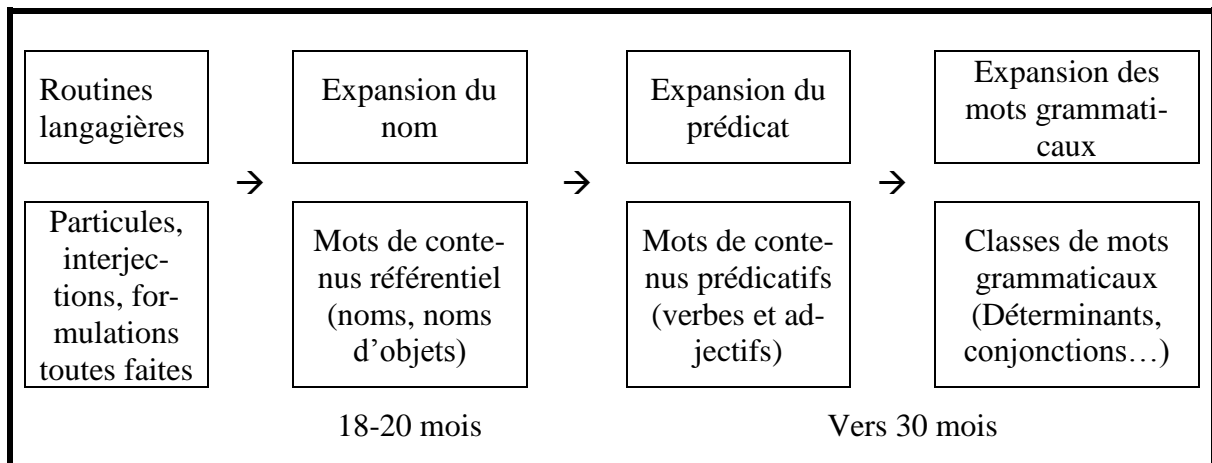 Routines
langagières
Expansion du
nom
Expansion du
prédicat
Expansion des
mots grammati-
caux
→ → →
Particules,
interjec-
tions, for-
mulations
toutes faites
Mots de conte-
nus référentiel
(noms, noms
d’objets)
Mots de conte-
nus prédicatifs
(verbes et ad-
jectifs)
Classes de mots
grammaticaux
(Déterminants,
conjonctions…)
18-20 mois
Vers 30 mois